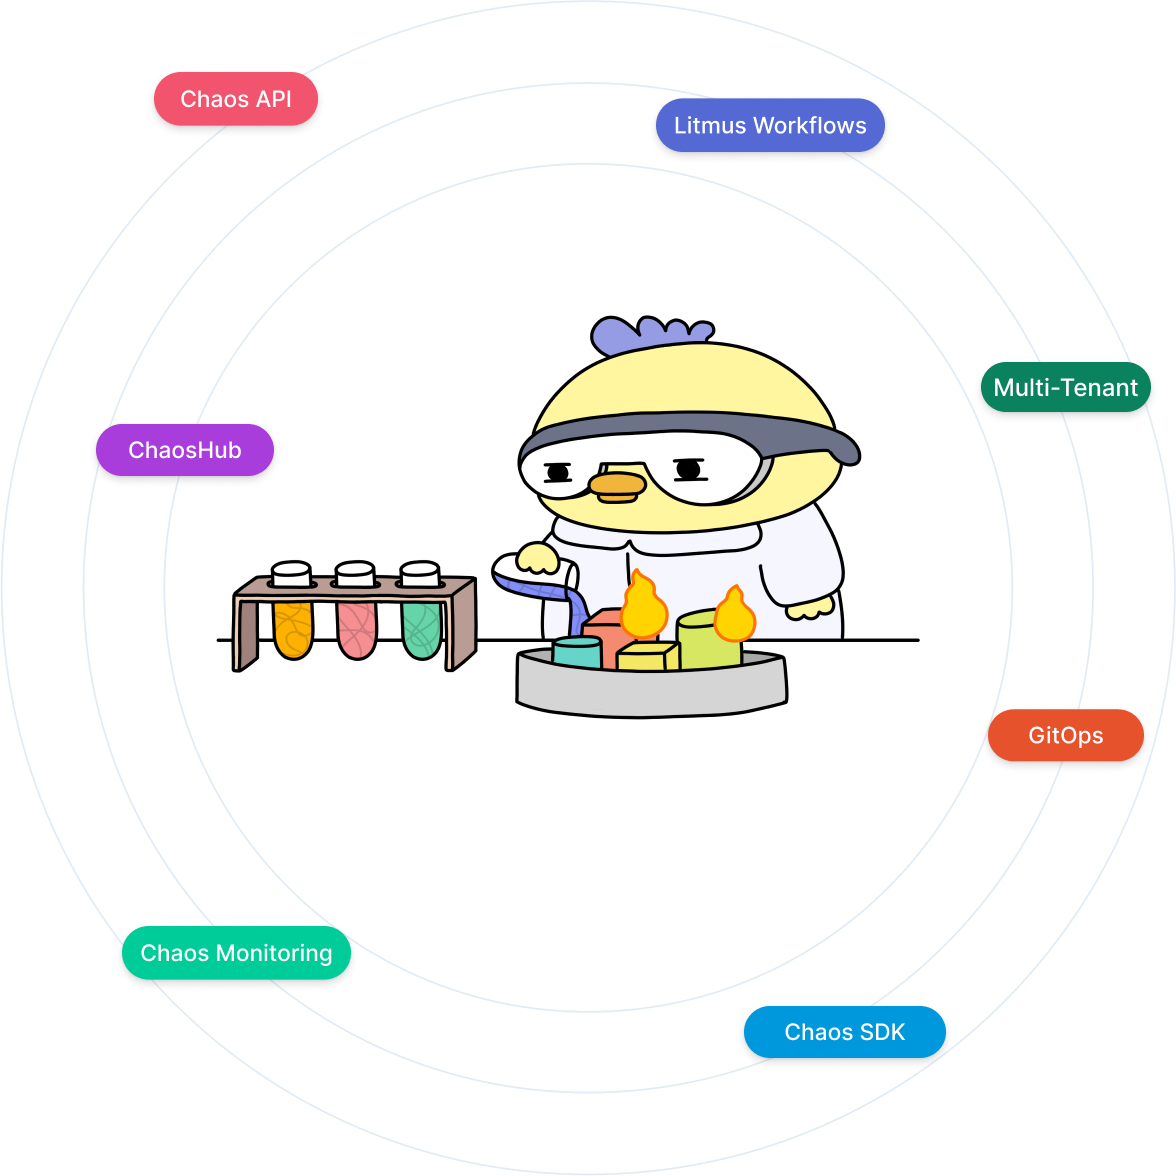 Chaos API
Litmus Workflows
Multi-Tenant
ChaosHub
GitOps
Chaos Monitoring
Chaos SDK